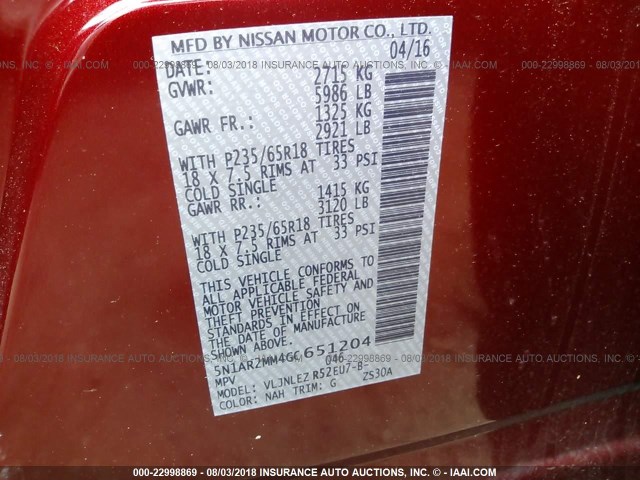 MFD BY NISSAN MOTOR CO., LTD.
DATE: 04/16
GVWR: 2715 KG
5986 LB
GAWR FR.: 1325 KG
2921 LB
WITH P235/65R18 TIRES
18 X 7.5 RIMS AT 33 PSI
COLD SINGLE
GAWR RR.: 1415 KG
3120 LB
WITH P235/65R18 TIRES
18 X 7.5 RIMS AT 33 PSI
COLD SINGLE
THIS VEHICLE CONFORMS TO
ALL APPLICABLE FEDERAL
MOTOR VEHICLE SAFETY AND
THEFT PREVENTION
STANDARDS IN EFFECT ON
THE DATE OF MANUFACTURE
SHOWN ABOVE.
5N1AR2MM4GC651204
MPV 046
MODEL: VLJNLEZ R52EU7-B-
COLOR: NAH TRIM: G ZS30A
000-22998869 - 08/03/2018 INSURANCE AUTO AUCTIONS, INC. - IAAI.COM